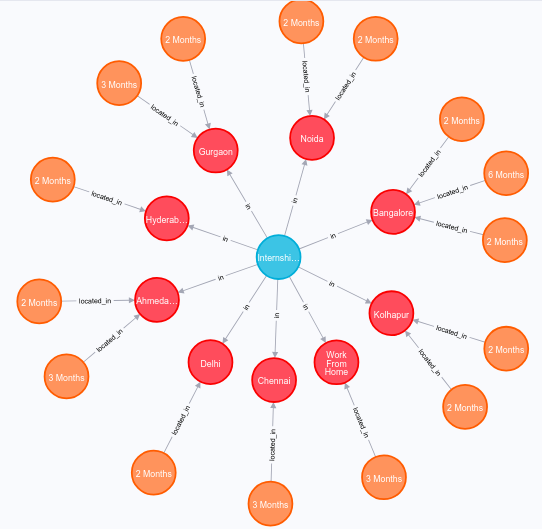 2 Months
2 Months
2 Months
3 Months
located_in
located_in
located_in
located_in
Noida
Gurgaon
2 Months
6 Months
2 Months
located_in
located_in
located_in
Bangalore
2 Months
located_in
Hyderab...
in
in
in
in
2 Months
Internshi...
in
in
2 Months
located_in
Ahmeda...
located_in
3 Months
in
in
in
Kolhapur
located_in
located_in
2 Months
2 Months
Delhi
Chennai
Work
From
Home
located_in
located_in
located_in
2 Months
3 Months
3 Months